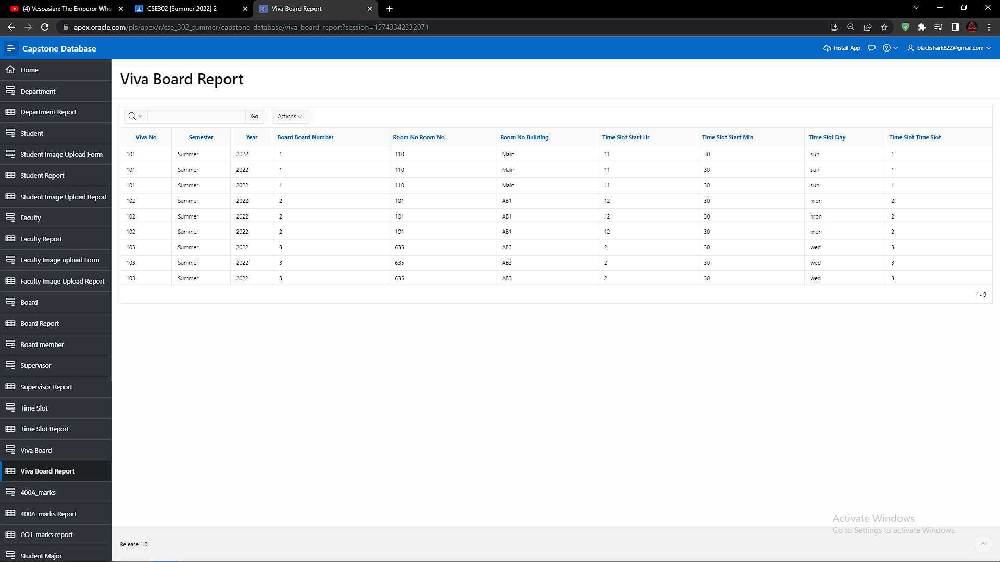 (4) Vespasian: The Emperor Who
CSE302 [Summer 2022] 2
Viva Board Report
apex.oracle.com/pls/apex/r/cse_302_summer/capstone-database/viva-board-report?session=15743342332071
Capstone Database
Install App
blackshark622@gmail.com
Home
Department
Department Report
Student
Student Image Upload Form
Student Report
Student Image Upload Report
Faculty
Faculty Report
Faculty Image upload Form
Faculty Image Upload Report
Board
Board Report
Board member
Supervisor
Supervisor Report
Time Slot
Time Slot Report
Viva Board
Viva Board Report
400A_marks
400A_marks Report
CO1_marks report
Student Major
Viva Board Report
Go
Actions
Viva No Semester Year Board Board Number Room No Room No Room No Building Time Slot Start Hr Time Slot Start Min Time Slot Day Time Slot Time Slot
101 Summer 2022 1 110 Main 11 30 sun 1
101 Summer 2022 1 110 Main 11 30 sun 1
101 Summer 2022 1 110 Main 11 30 sun 1
102 Summer 2022 2 101 AB1 12 30 mon 2
102 Summer 2022 2 101 AB1 12 30 mon 2
102 Summer 2022 2 101 AB1 12 30 mon 2
103 Summer 2022 3 635 AB3 2 30 wed 3
103 Summer 2022 3 635 AB3 2 30 wed 3
103 Summer 2022 3 635 AB3 2 30 wed 3
1 - 9
Activate Windows
Go to Settings to activate Windows.
Release 1.0